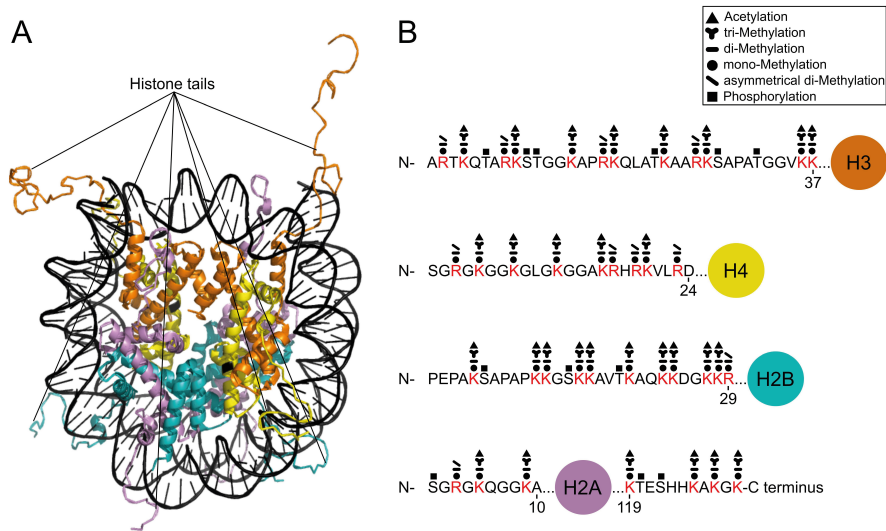 A
Histone tails
B
Acetylation
tri-Methylation
di-Methylation
mono-Methylation
asymmetrical di-Methylation
Phosphorylation
N- ARTKQTARKSTGGKAPRKQLATKAARKSAPATGGVKK... H3
37
N- SGRGKGGKGLGKGGAKRHRKVLRD... H4
24
N- PEPAKSAPAPKKGSKKAVTKAQKKDGKKR... H2B
29
N- SGRGKQGGKA... H2A ...KTESHHKAKGK-C terminus
10 119